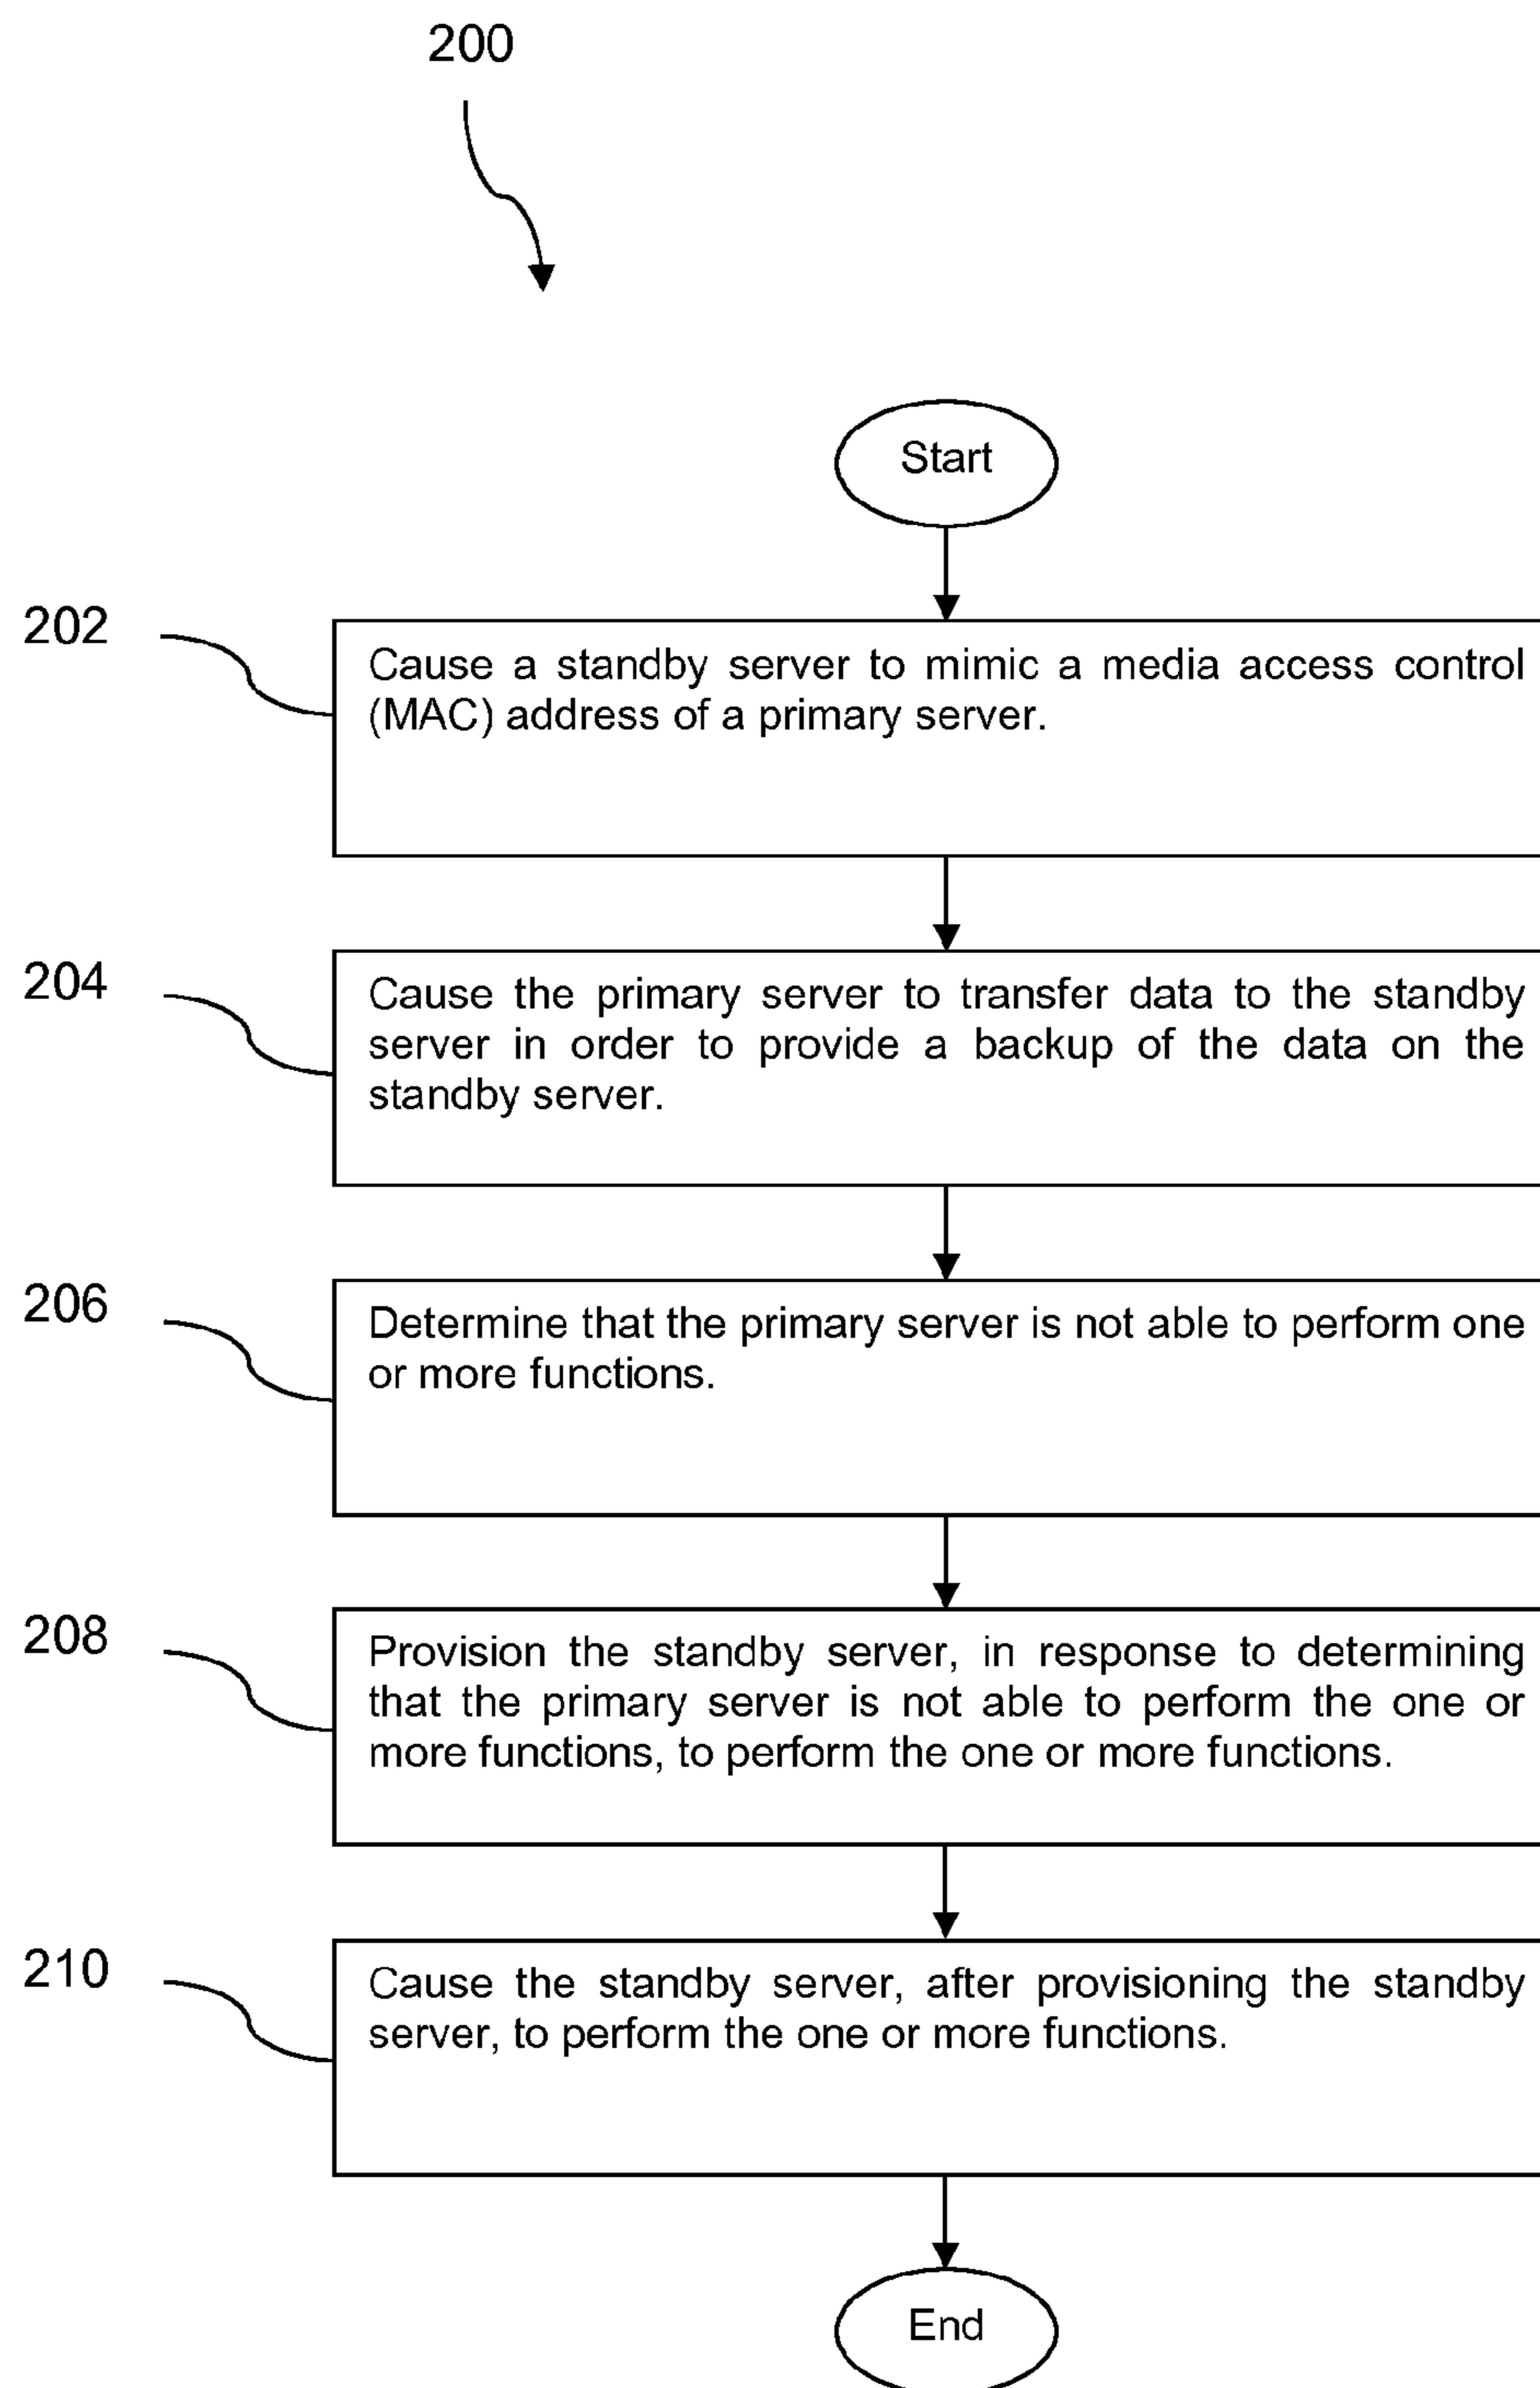 200
Start
202
Cause a standby server to mimic a media access control
(MAC) address of a primary server.
204
Cause the primary server to transfer data to the standby
server in order to provide a backup of the data on the
standby server.
206
Determine that the primary server is not able to perform one
or more functions.
208
Provision the standby server, in response to determining
that the primary server is not able to perform the one or
more functions, to perform the one or more functions.
210
Cause the standby server, after provisioning the standby
server, to perform the one or more functions.
End